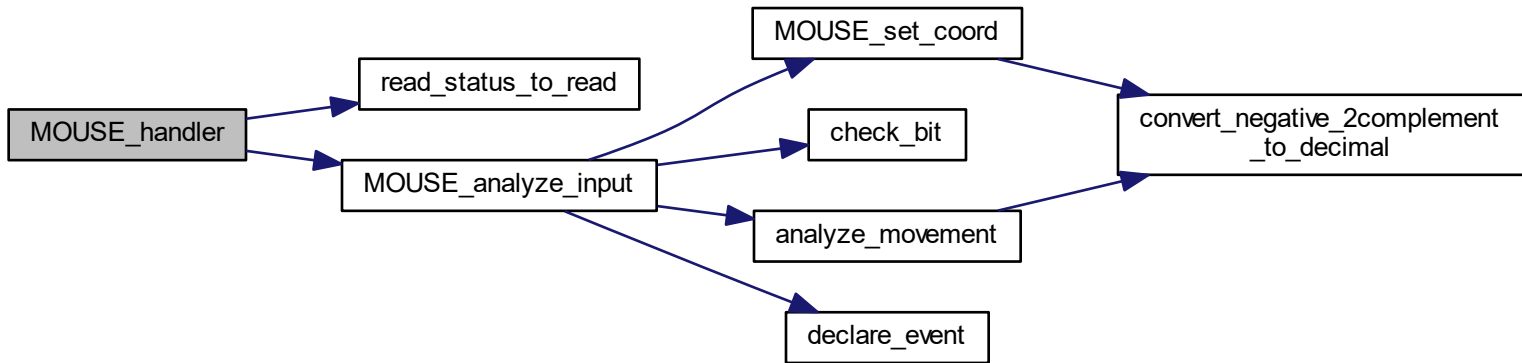 MOUSE_handler
read_status_to_read
MOUSE_analyze_input
MOUSE_set_coord
check_bit
analyze_movement
declare_event
convert_negative_2complement
_to_decimal